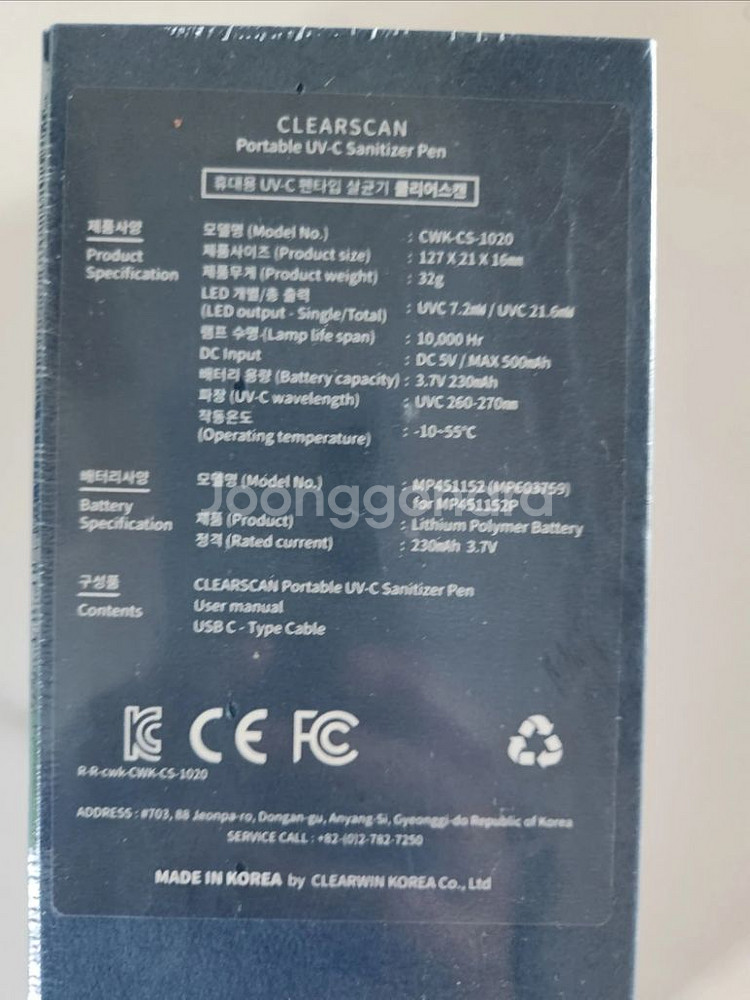 CLEARSCAN
Portable UV-C Sanitizer Pen
휴대용 UV-C 펜타입 살균기 클리어스캔
제품사양
Product
Specification
모델명 (Model No.) : CWK-CS-1020
제품사이즈 (Product size) : 127 X 21 X 16mm
제품무게 (Product weight) : 32g
LED 개별/총 출력
(LED output - Single/Total) : UVC 7.2mW / UVC 21.6mW
램프 수명 (Lamp life span) : 10,000 Hr
DC Input : DC 5V / MAX 500mAh
배터리 용량 (Battery capacity) : 3.7V 230mAh
파장 (UV-C wavelength) : UVC 260-270nm
작동온도
(Operating temperature) : -10~55℃
배터리사양
Battery
Specification
모델명 (Model No.) : MP451152 (MP603759)
for MP451152P
제품 (Product) : Lithium Polymer Battery
정격 (Rated current) : 230mAh 3.7V
Joonggonara
구성품
Contents
CLEARSCAN Portable UV-C Sanitizer Pen
User manual
USB C - Type Cable
KC CE FC
R-R-cwk-CWK-CS-1020
ADDRESS : #703, 88 Jeonpa-ro, Dongan-gu, Anyang-Si, Gyeonggi-do Republic of Korea
SERVICE CALL : +82-(0)2-782-7250
MADE IN KOREA by CLEARWIN KOREA Co., Ltd